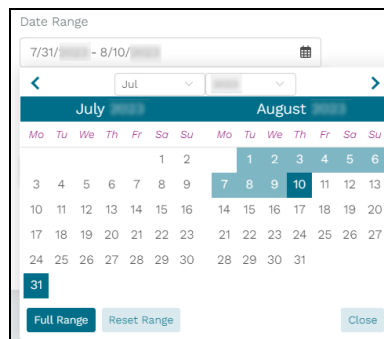 Date Range
7/31/ - 8/10/
Jul
July August
Mo Tu We Th Fr Sa Su Mo Tu We Th Fr Sa Su
1 2 1 2 3 4 5 6
3 4 5 6 7 8 9 7 8 9 10 11 12 13
10 11 12 13 14 15 16 14 15 16 17 18 19 20
17 18 19 20 21 22 23 21 22 23 24 25 26 27
24 25 26 27 28 29 30 28 29 30 31
31
Full Range Reset Range Close